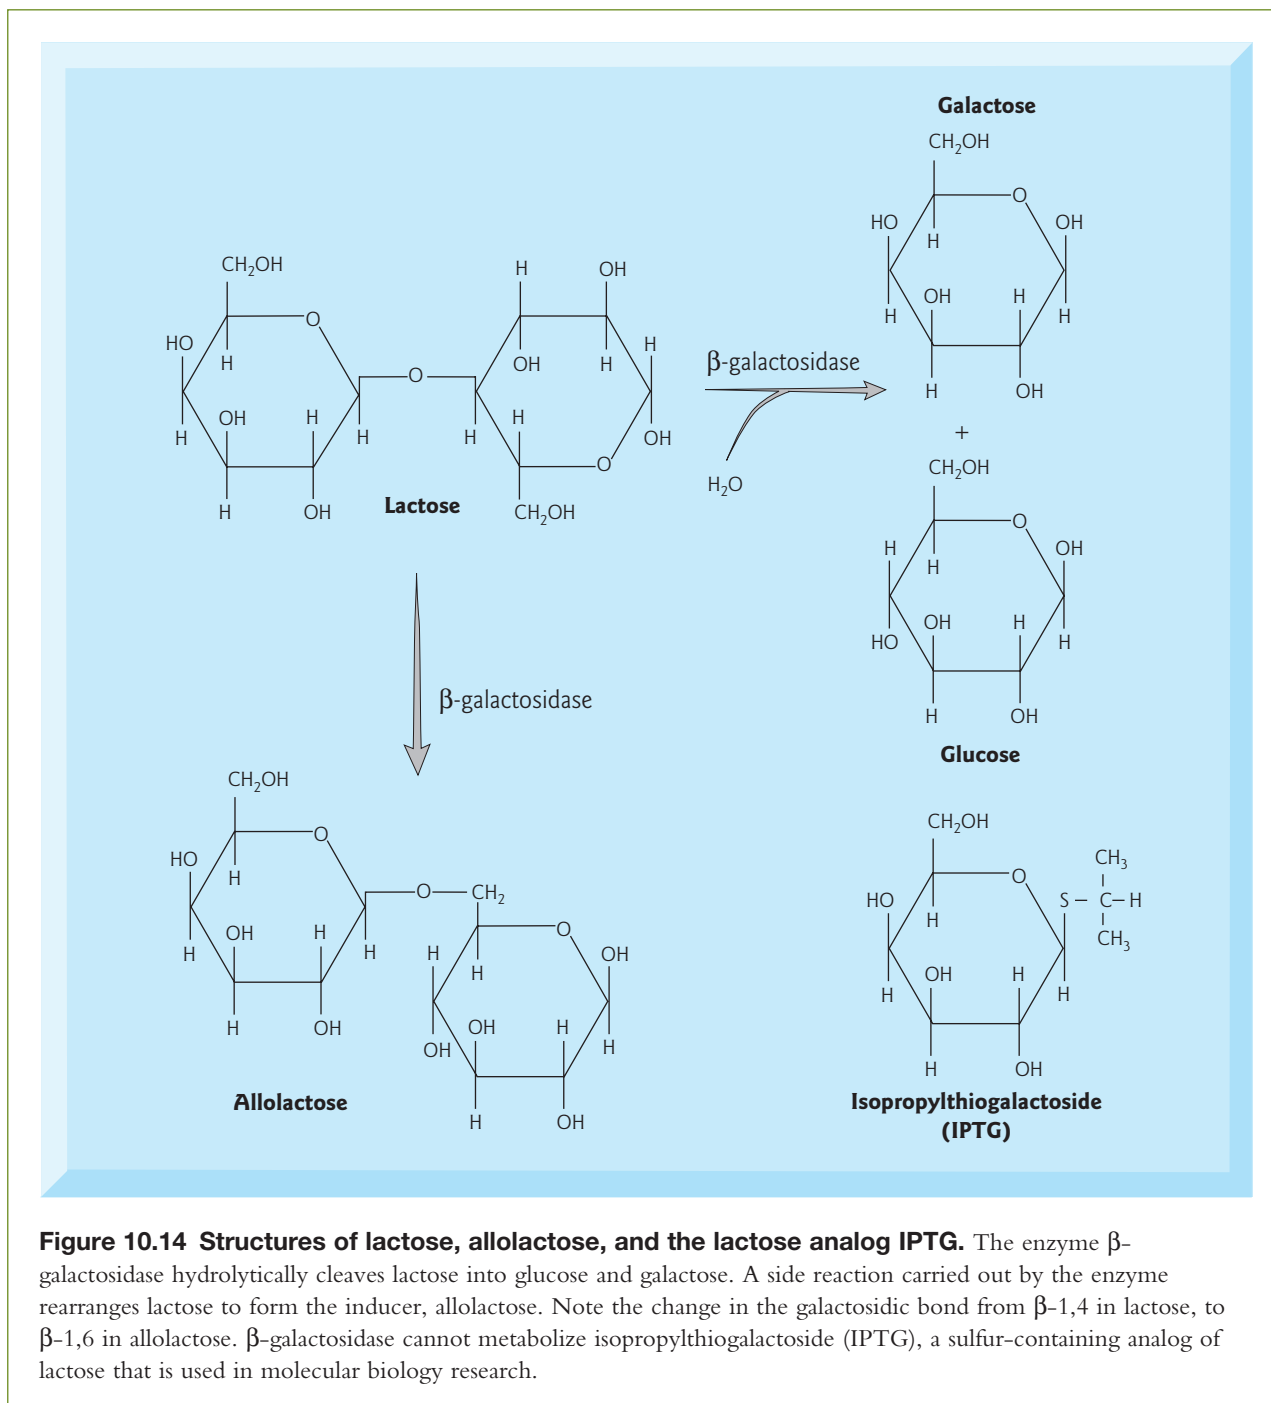 Galactose
CH₂OH
O
HO
OH
H
OH
H
H
H
H
OH
+
CH₂OH
O
H
OH
H
OH
H
HO
H
H
OH
Glucose
CH₂OH
O
HO
H
OH
H
H
H
OH
O
H
OH
OH
H
H
H
H
OH
O
CH₂OH
Lactose
β-galactosidase
H₂O
β-galactosidase
CH₂OH
O
HO
H
OH
H
H
H
H
OH
O
CH₂
O
H
H
OH
OH
H
OH
H
H
OH
Allolactose
CH₂OH
O
HO
H
OH
H
H
H
H
OH
S – C – H
CH₃
CH₃
Isopropylthiogalactoside
(IPTG)
Figure 10.14 Structures of lactose, allolactose, and the lactose analog IPTG. The enzyme β-
galactosidase hydrolytically cleaves lactose into glucose and galactose. A side reaction carried out by the enzyme
rearranges lactose to form the inducer, allolactose. Note the change in the galactosidic bond from β-1,4 in lactose, to
β-1,6 in allolactose. β-galactosidase cannot metabolize isopropylthiogalactoside (IPTG), a sulfur-containing analog of
lactose that is used in molecular biology research.